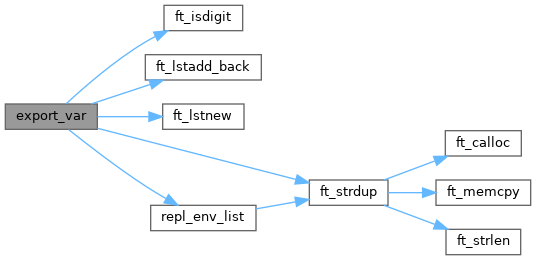 ft_isdigit
ft_lstadd_back
export_var
ft_lstnew
ft_calloc
ft_strdup
ft_memcpy
repl_env_list
ft_strlen